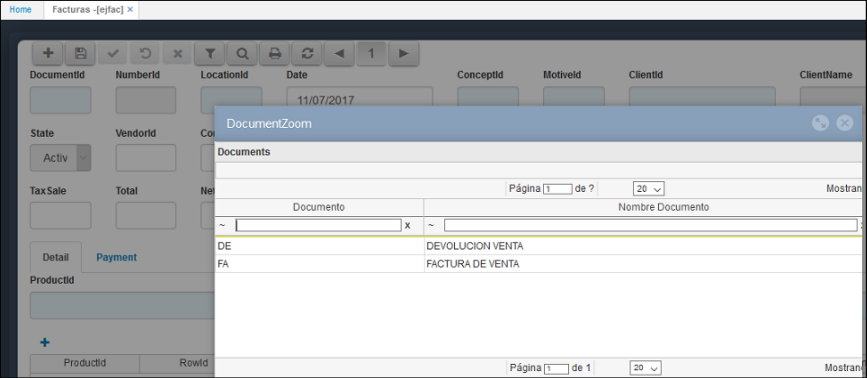 Home Facturas -[ejfac] ×
1
DocumentId NumberId LocationId Date ConceptId MotiveId ClientId ClientName
11/07/2017
DocumentZoom
State VendorId Co
Activ
Documents
Página 1 de ? 20 Mostran
TaxSale Total Net
Documento Nombre Documento
~ x ~
DE DEVOLUCION VENTA
Detail Payment
FA FACTURA DE VENTA
ProductId
+
ProductId RowId
Página 1 de 1 20 Mostran